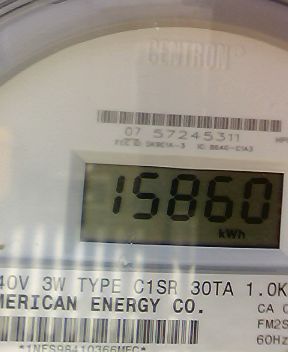 CENTRON
07 57245311
15860
kWh
40V 3W TYPE C1SR 30TA 1.0K
MERICAN ENERGY CO.
CA
FM2S
60Hz